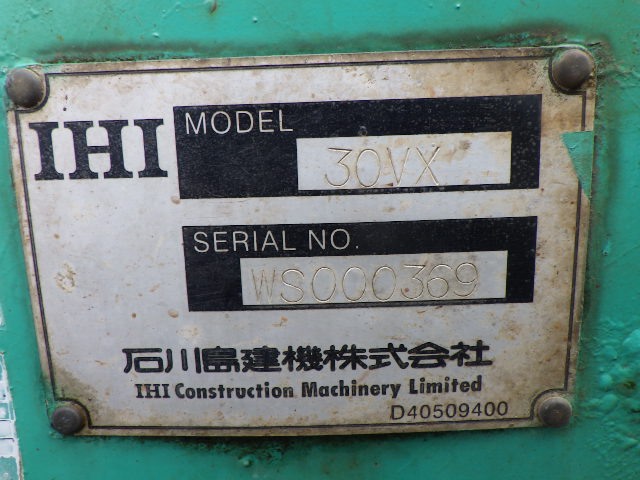 IHI
MODEL
30VX
SERIAL NO.
WS000369
石川島建機株式会社
IHI Construction Machinery Limited
D40509400